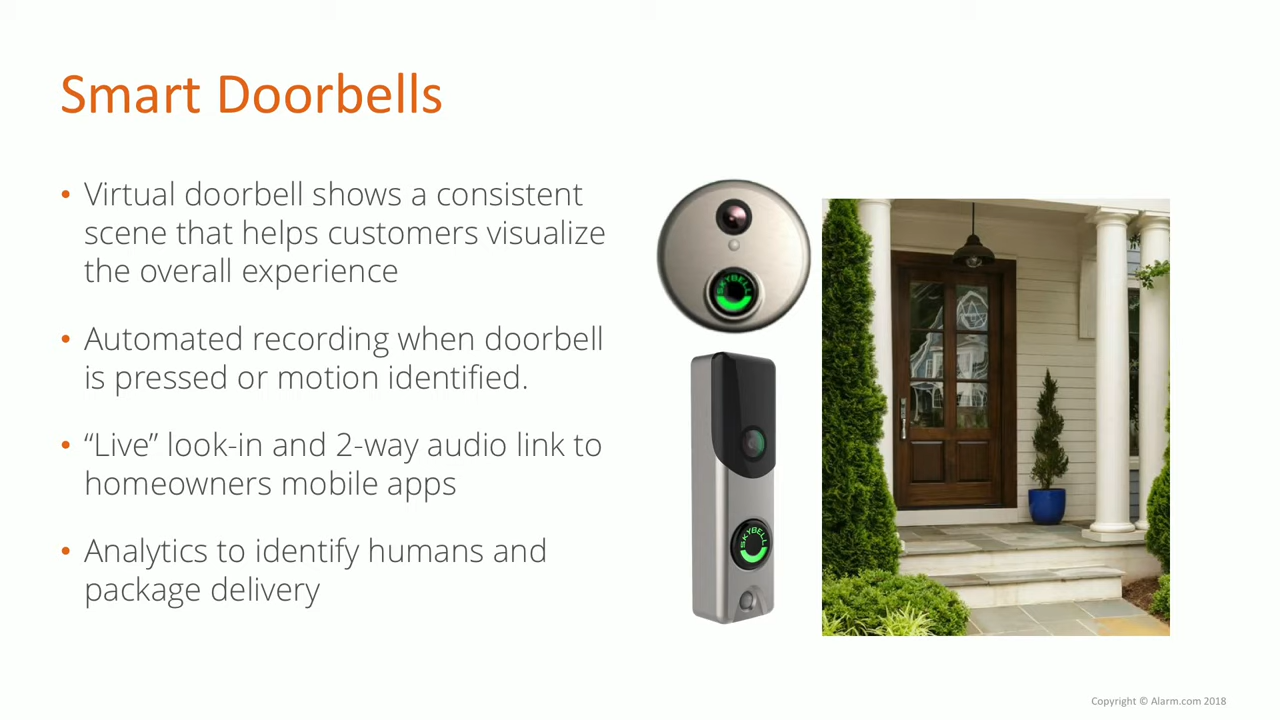 Smart Doorbells
• Virtual doorbell shows a consistent
scene that helps customers visualize
the overall experience
• Automated recording when doorbell
is pressed or motion identified.
• “Live” look-in and 2-way audio link to
homeowners mobile apps
• Analytics to identify humans and
package delivery
SKYBELL
SKYBELL
Copyright © Alarm.com 2018